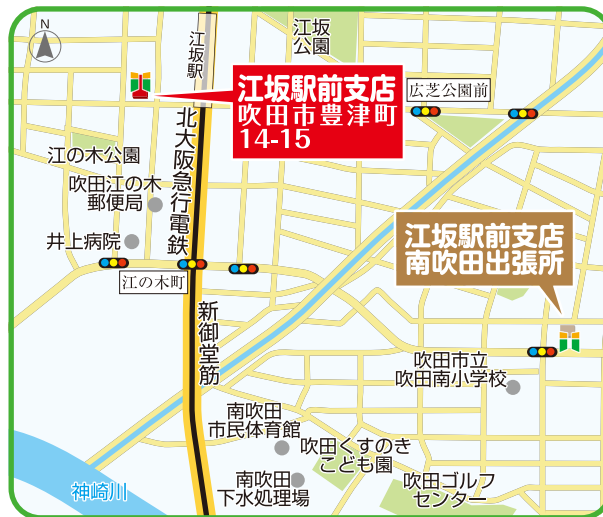 N
江坂駅
江坂
公園
江坂駅前支店
吹田市豊津町
14-15
広芝公園前
北大阪急行電鉄
江の木公園
吹田江の木
郵便局
井上病院
江の木町
江坂駅前支店
南吹田出張所
新御堂筋
吹田市立
吹田南小学校
南吹田
市民体育館
吹田くすのき
こども園
南吹田
下水処理場
吹田ゴルフ
センター
神崎川